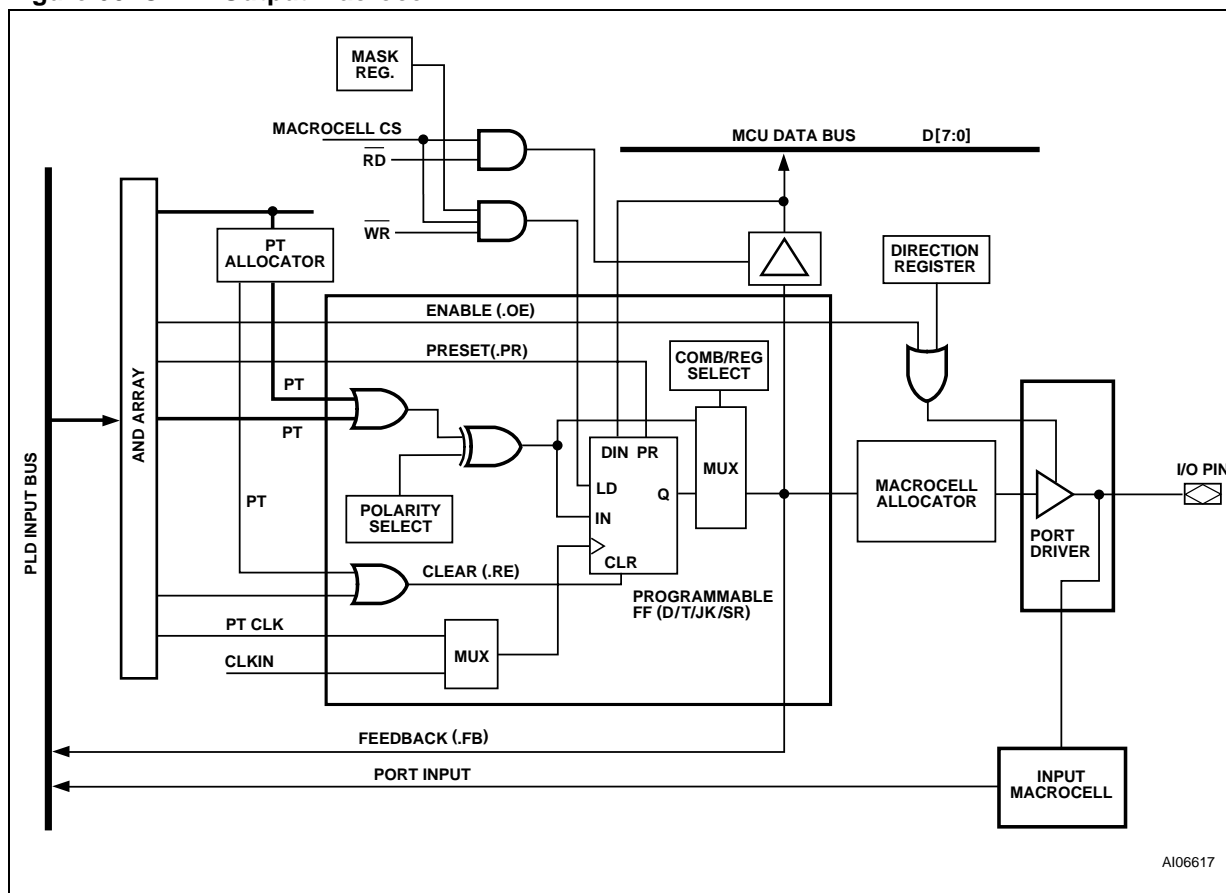 MASK
REG.
MACROCELL CS
RD
WR
MCU DATA BUS D[7:0]
PT
ALLOCATOR
DIRECTION
REGISTER
ENABLE (.OE)
PRESET(.PR)
COMB/REG
SELECT
PT
PT
AND ARRAY
PLD INPUT BUS
PT
POLARITY
SELECT
DIN PR
LD
IN
Q
CLR
MUX
MACROCELL
ALLOCATOR
I/O PIN
PORT
DRIVER
CLEAR (.RE)
PROGRAMMABLE
FF (D/T/JK/SR)
PT CLK
CLKIN
MUX
FEEDBACK (.FB)
PORT INPUT
INPUT
MACROCELL
AI06617